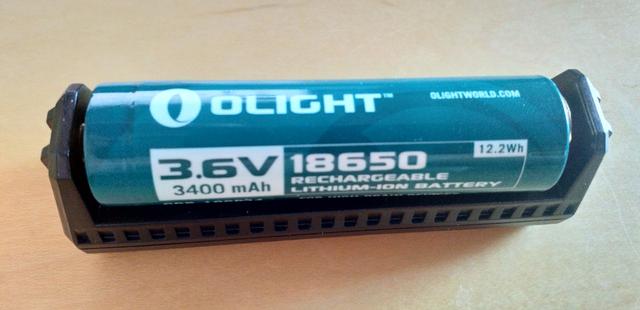 OLIGHT™
OLIGHTWORLD.COM
3.6V
3400 mAh
18650
RECHARGEABLE
LITHIUM-ION BATTERY
12.2Wh